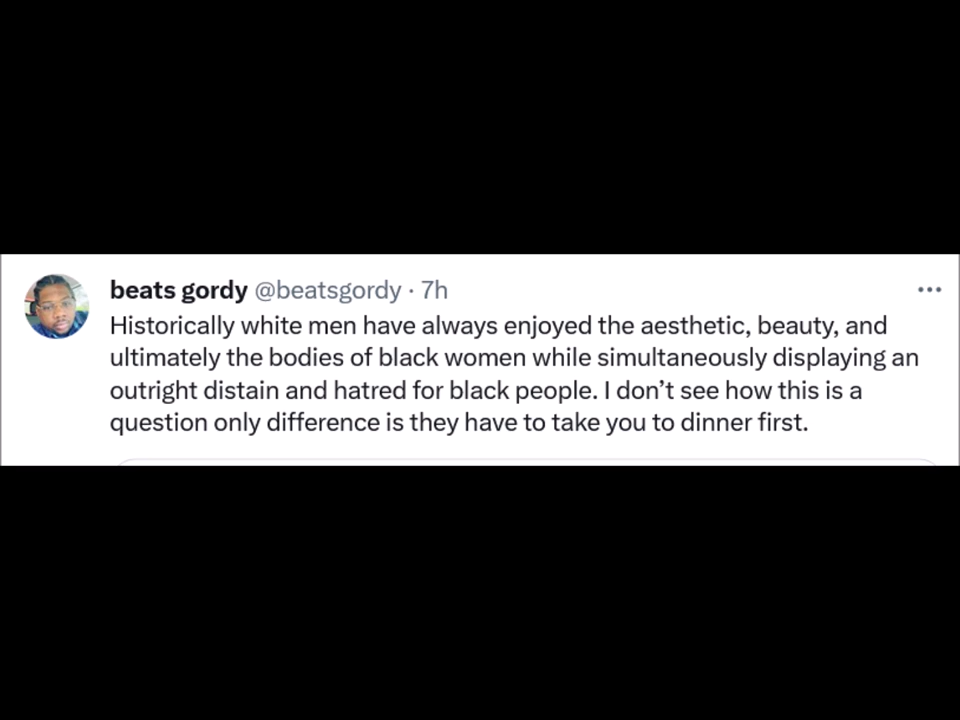 beats gordy @beatsgordy · 7h
Historically white men have always enjoyed the aesthetic, beauty, and
ultimately the bodies of black women while simultaneously displaying an
outright distain and hatred for black people. I don’t see how this is a
question only difference is they have to take you to dinner first.